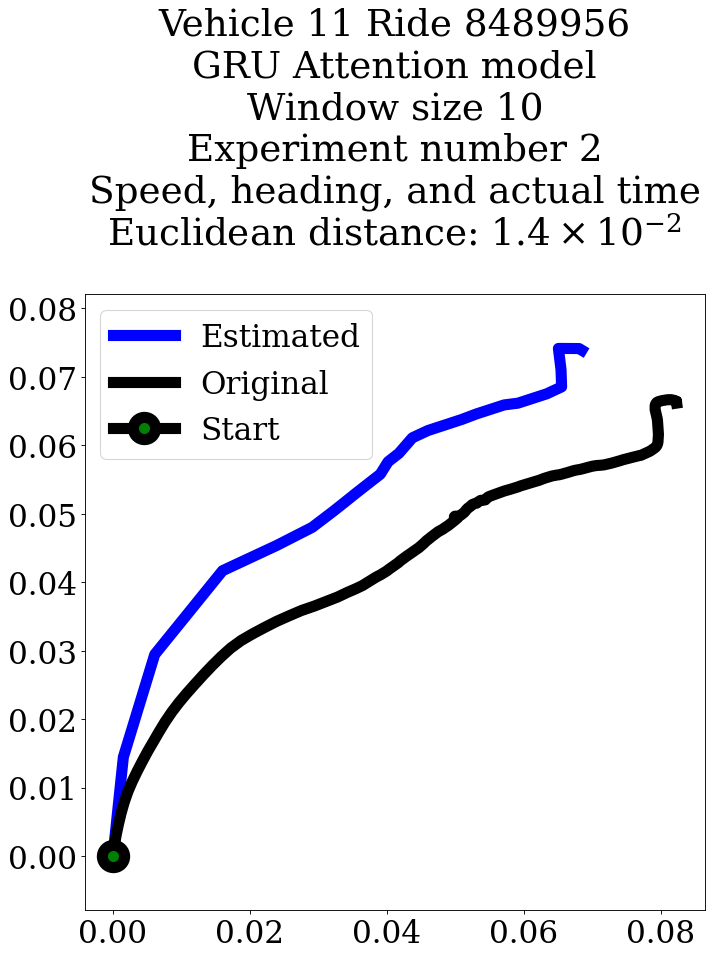 Vehicle 11 Ride 8489956
GRU Attention model
Window size 10
Experiment number 2
Speed, heading, and actual time
Euclidean distance: 1.4 × 10⁻²
Estimated
Original
Start
0.08
0.07
0.06
0.05
0.04
0.03
0.02
0.01
0.00
0.00 0.02 0.04 0.06 0.08